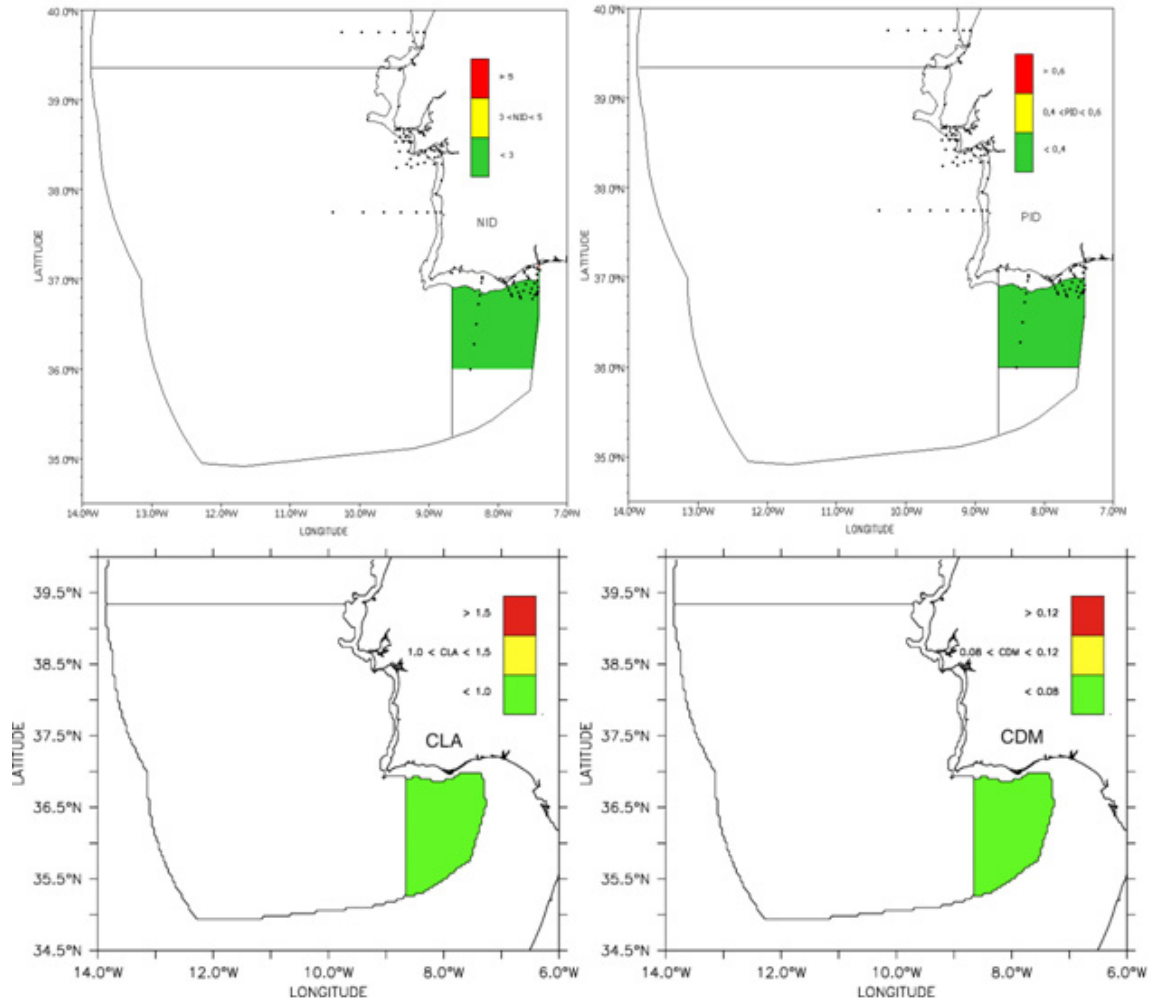 40.0°N
39.0°N
38.0°N
37.0°N
36.0°N
35.0°N
LATITUDE
> 5
3 <NID< 5
< 3
NID
14.0°W 13.0°W 12.0°W 11.0°W 10.0°W 9.0°W 8.0°W 7.0°W
LONGITUDE
40.0°N
39.0°N
38.0°N
37.0°N
36.0°N
35.0°N
LATITUDE
> 0,6
0,4 <PID< 0,6
< 0,4
PID
14.0°W 13.0°W 12.0°W 11.0°W 10.0°W 9.0°W 8.0°W 7.0°W
LONGITUDE
39.5°N
38.5°N
37.5°N
36.5°N
35.5°N
34.5°N
LATITUDE
> 1.5
1.0 < CLA < 1.5
< 1.0
CLA
14.0°W 12.0°W 10.0°W 8.0°W 6.0°W
LONGITUDE
39.5°N
38.5°N
37.5°N
36.5°N
35.5°N
34.5°N
LATITUDE
> 0.12
0.08 < CDM < 0.12
< 0.08
CDM
14.0°W 12.0°W 10.0°W 8.0°W 6.0°W
LONGITUDE